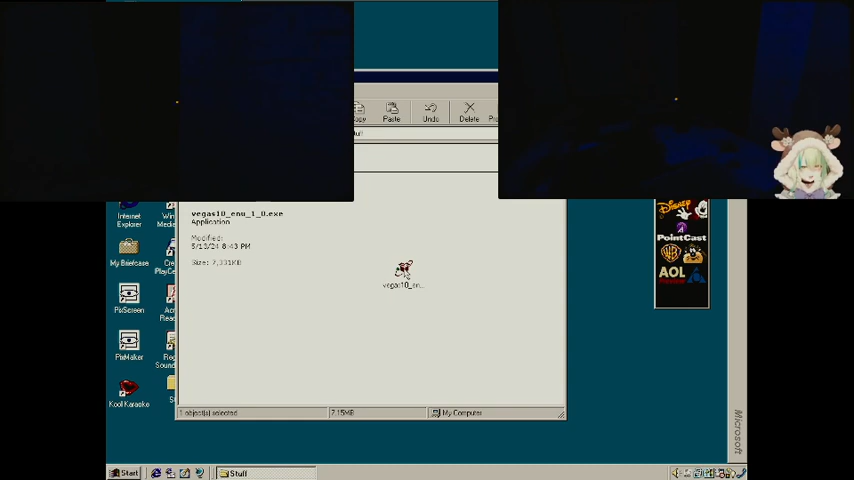 Copy
Paste
Undo
Delete
vegas10_enu_1_0.exe
Application
Modified:
5/13/24 8:43 PM
Size: 7,331KB
vegas10_en...
Internet
Explorer
My Briefcase
PixScreen
PixMaker
Kool Karaoke
DISNEY
PointCast
WB
AOL
1 object(s) selected
7.15MB
My Computer
Microsoft
Start
Stuff